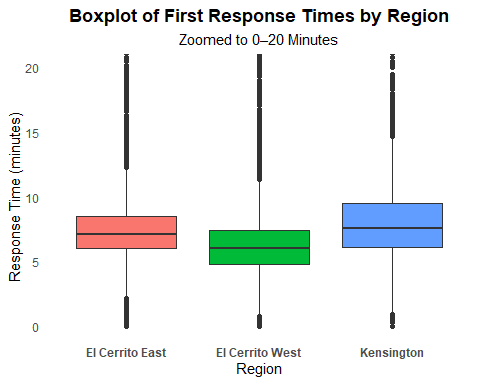 Boxplot of First Response Times by Region
Zoomed to 0–20 Minutes
Response Time (minutes)
20
15
10
5
0
El Cerrito East El Cerrito West Kensington
Region